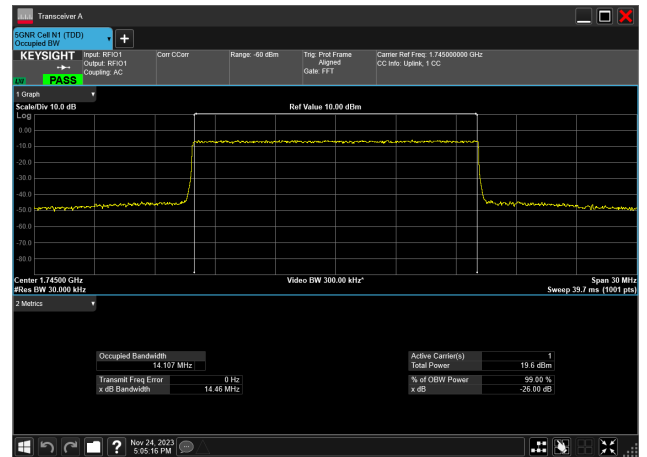 Transceiver A
5GNR Cell N1 (TDD)
Occupied BW
KEYSIGHT Input: RFIO1 Corr CCorr Range: -60 dBm Trig: Prot Frame Carrier Ref Freq: 1.745000000 GHz
Output: RFIO1 Aligned CC Info: Uplink, 1 CC
Coupling: AC Gate: FFT
PASS
1 Graph
Scale/Div 10.0 dB Ref Value 10.00 dBm
Log
0.00
-10.0
-20.0
-30.0
-40.0
-50.0
-60.0
-70.0
-80.0
Center 1.74500 GHz Video BW 300.00 kHz* Span 30 MHz
#Res BW 30.000 kHz Sweep 39.7 ms (1001 pts)
2 Metrics
Occupied Bandwidth Active Carrier(s) 1
14.107 MHz Total Power 19.6 dBm
Transmit Freq Error 0 Hz % of OBW Power 99.00 %
x dB Bandwidth 14.46 MHz x dB -26.00 dB
? Nov 24, 2023
5:05:16 PM